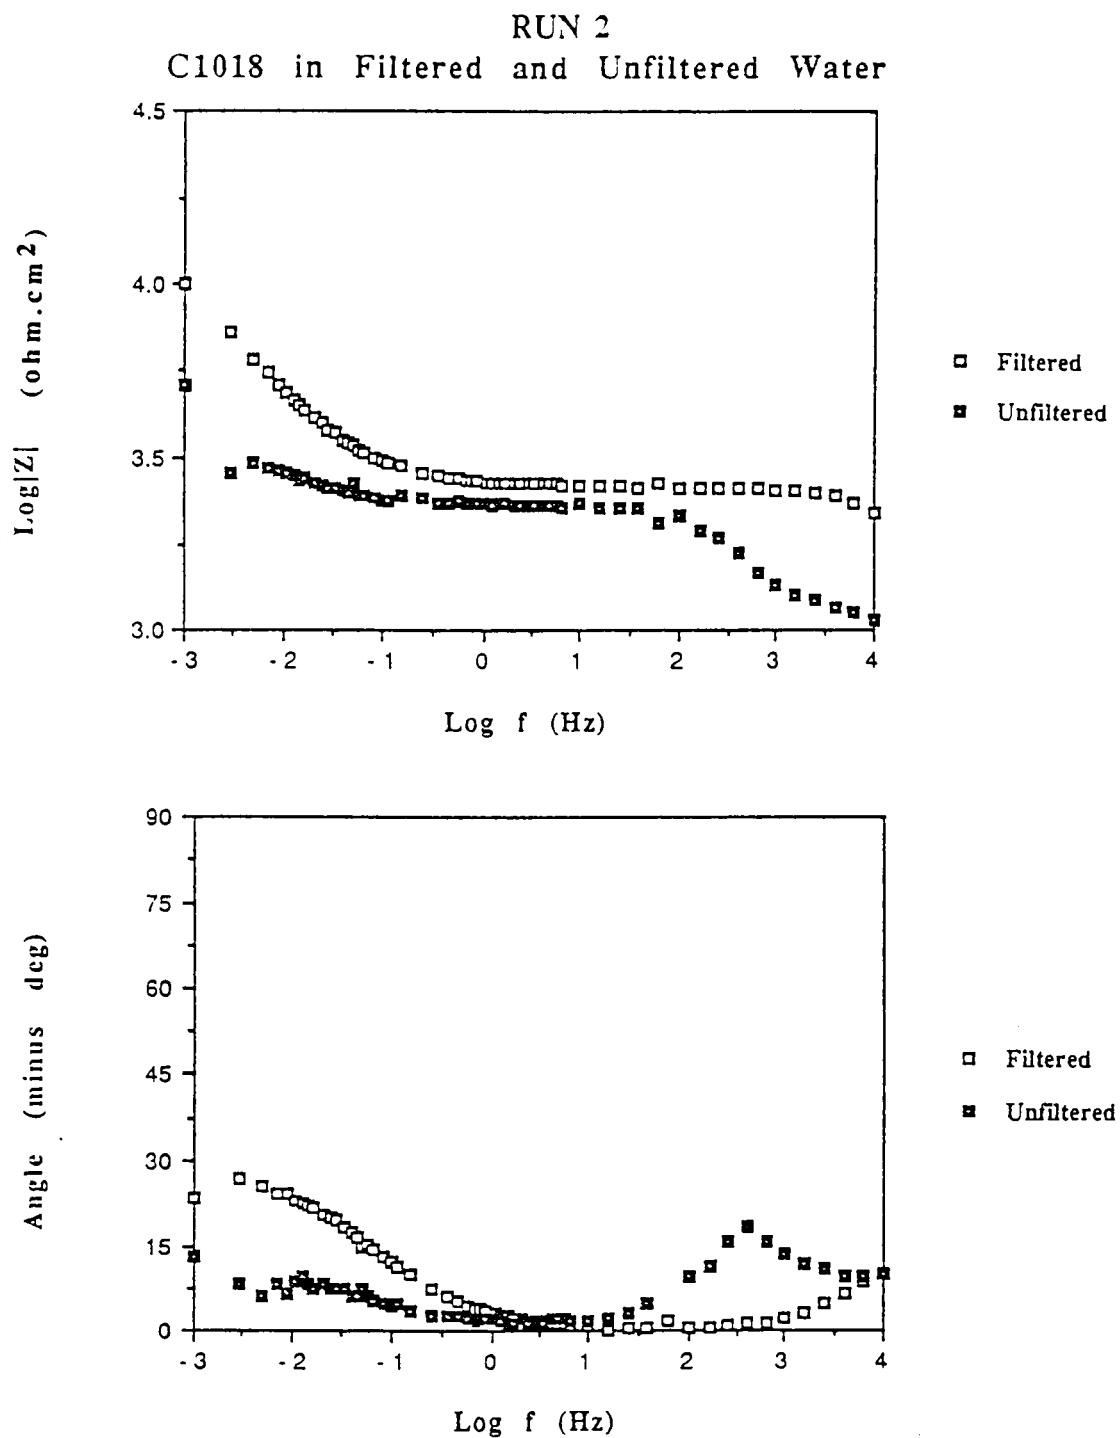 RUN 2
C1018 in Filtered and Unfiltered Water
4.5
4.0
3.5
3.0
-3 -2 -1 0 1 2 3 4
Log|Z| (ohm.cm2)
Log f (Hz)
Filtered
Unfiltered
90
75
60
45
30
15
0
-3 -2 -1 0 1 2 3 4
Angle (minus deg)
Log f (Hz)
Filtered
Unfiltered